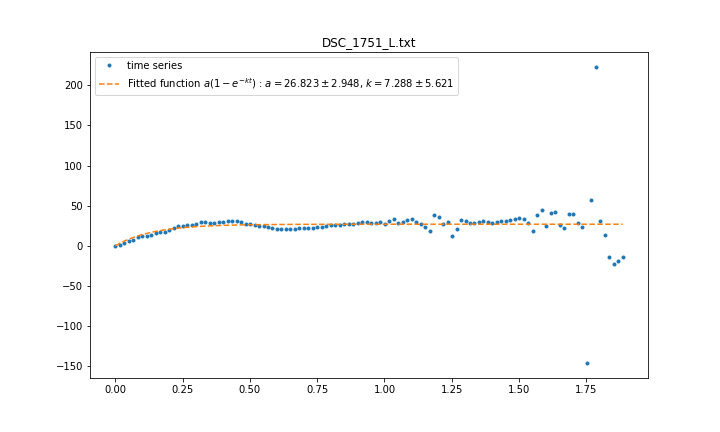 DSC_1751_L.txt
time series
Fitted function a(1 − e^{−kt}) : a = 26.823 ± 2.948, k = 7.288 ± 5.621
200
150
100
50
0
−50
−100
−150
0.00 0.25 0.50 0.75 1.00 1.25 1.50 1.75